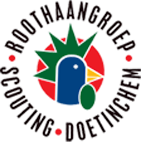 ROOTHAANGROEP
SCOUTING • DOETINCHEM